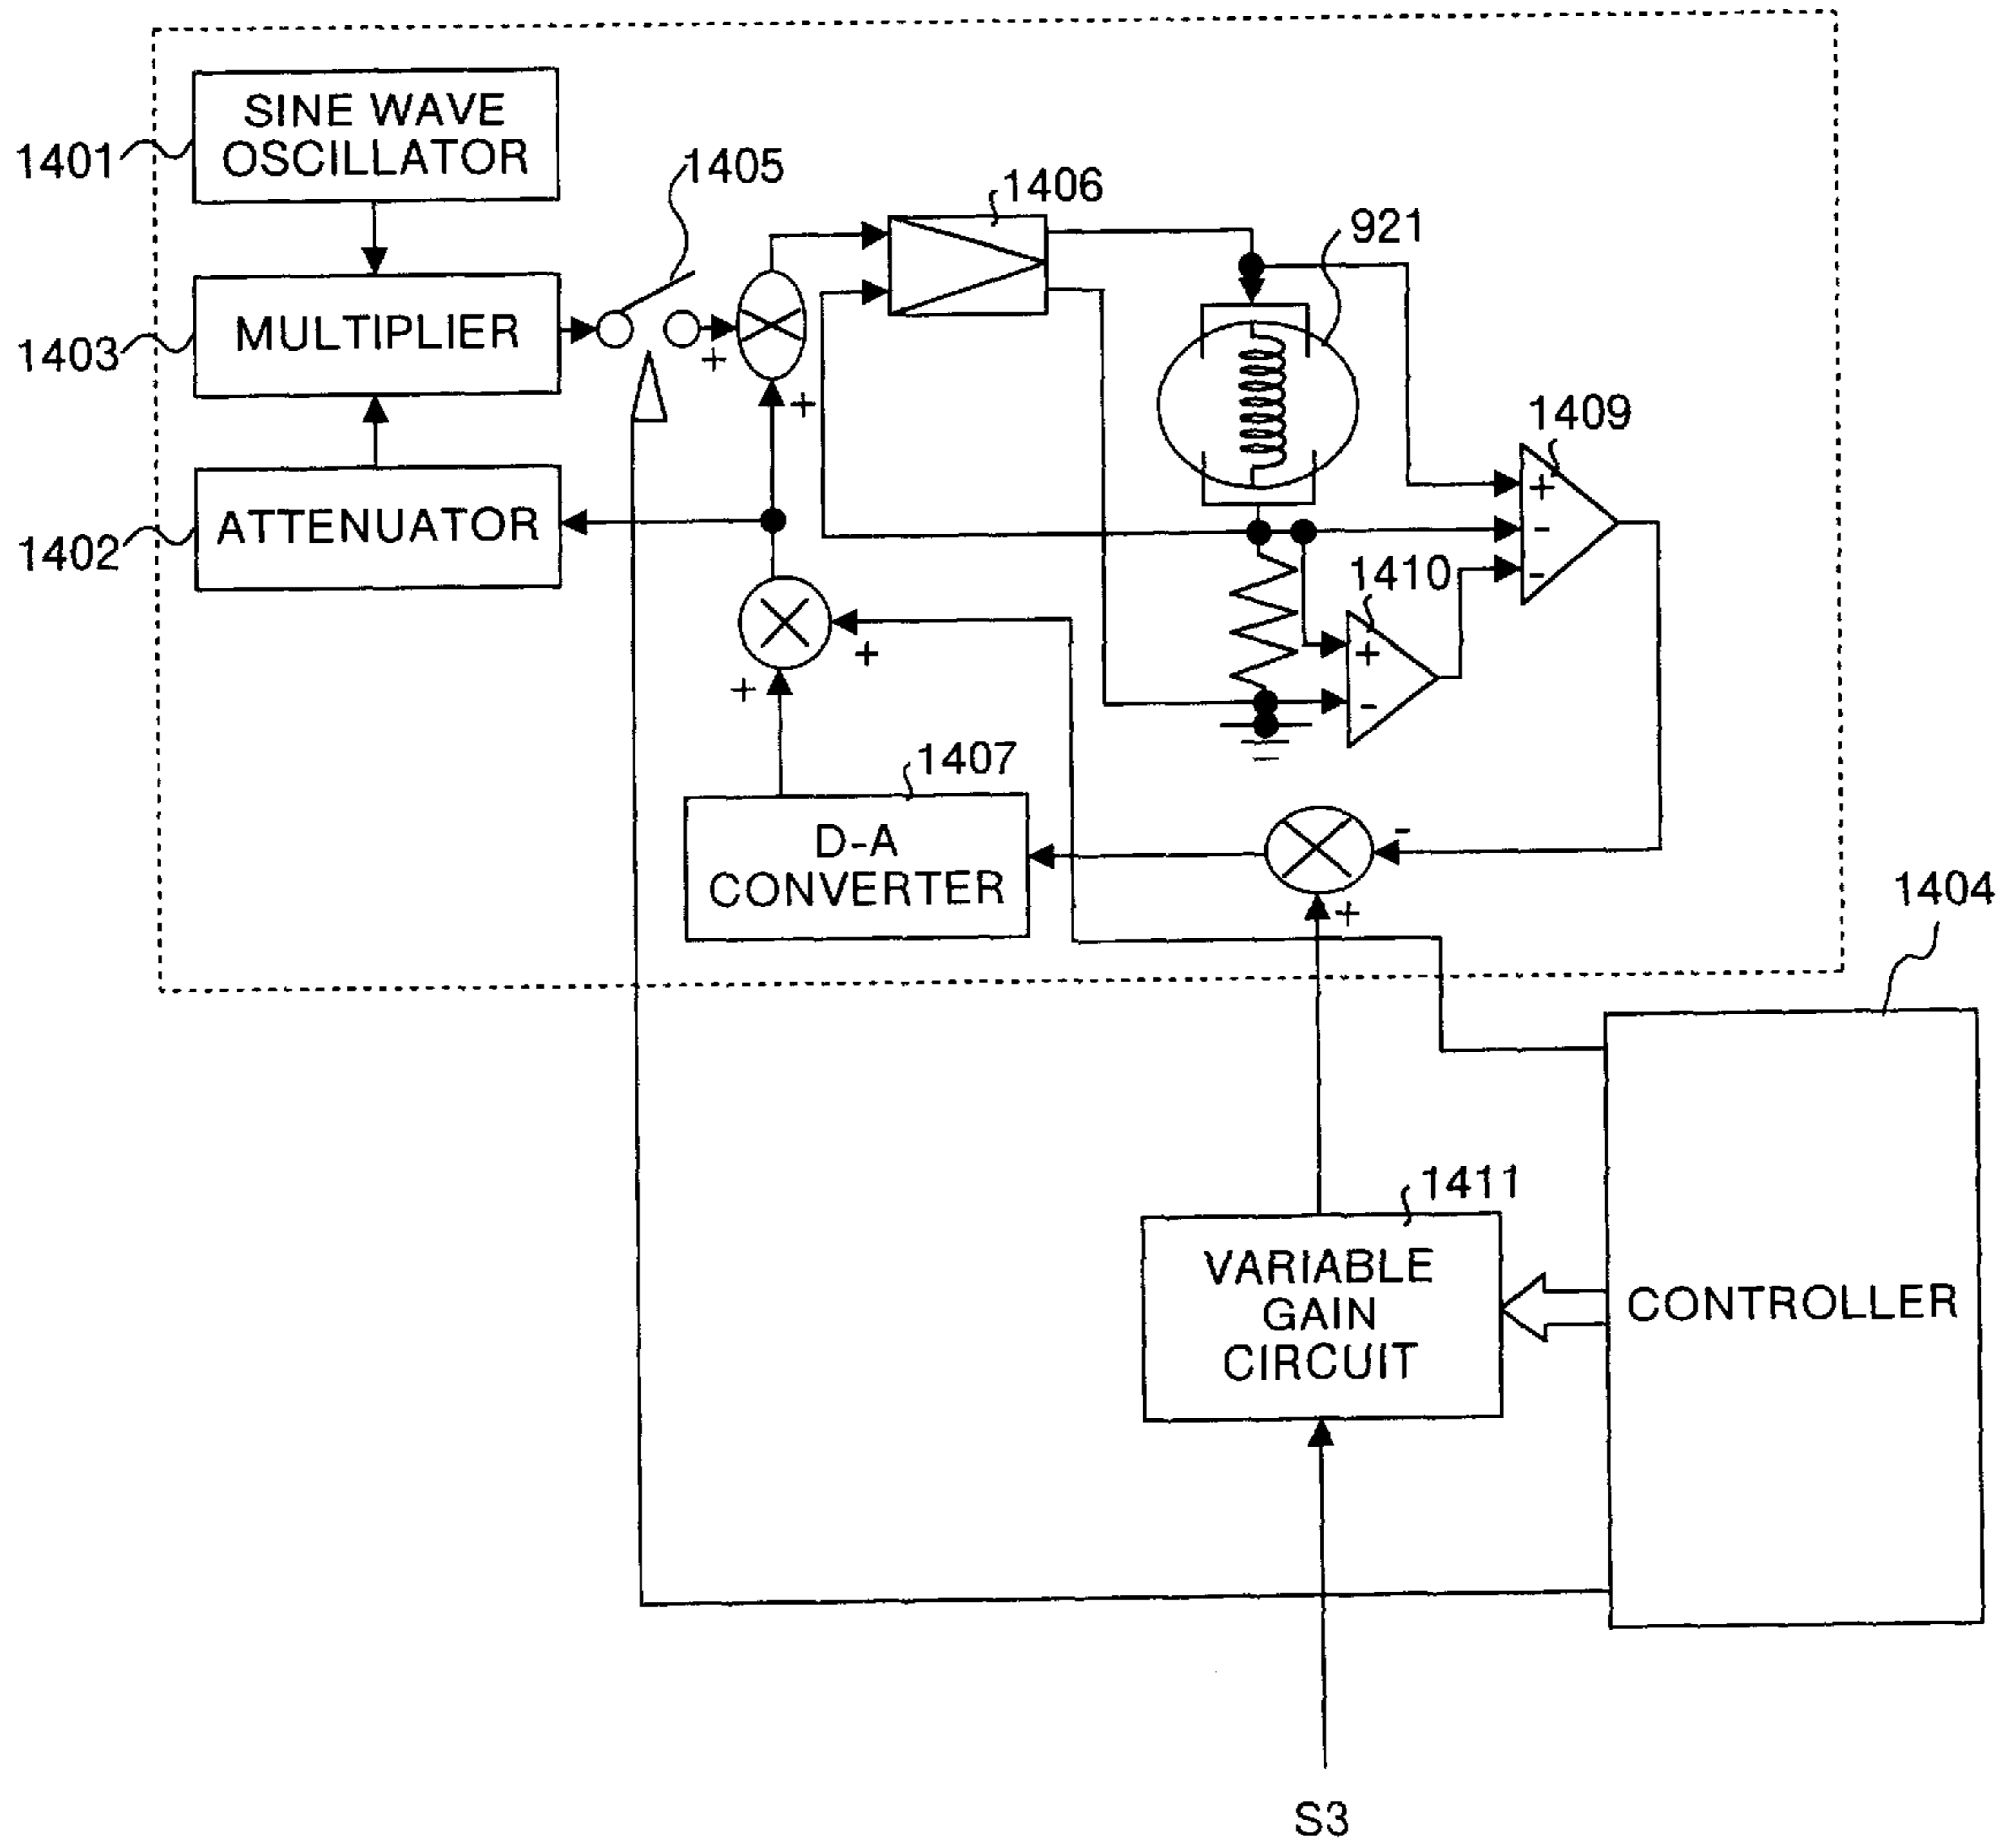 SINE WAVE
OSCILLATOR
1401
1405
1406
921
MULTIPLIER
1403
+
+
1409
+
-
-
ATTENUATOR
1402
1410
+
-
+
+
1407
D-A
CONVERTER
-
+
1404
1411
VARIABLE
GAIN
CIRCUIT
CONTROLLER
S3